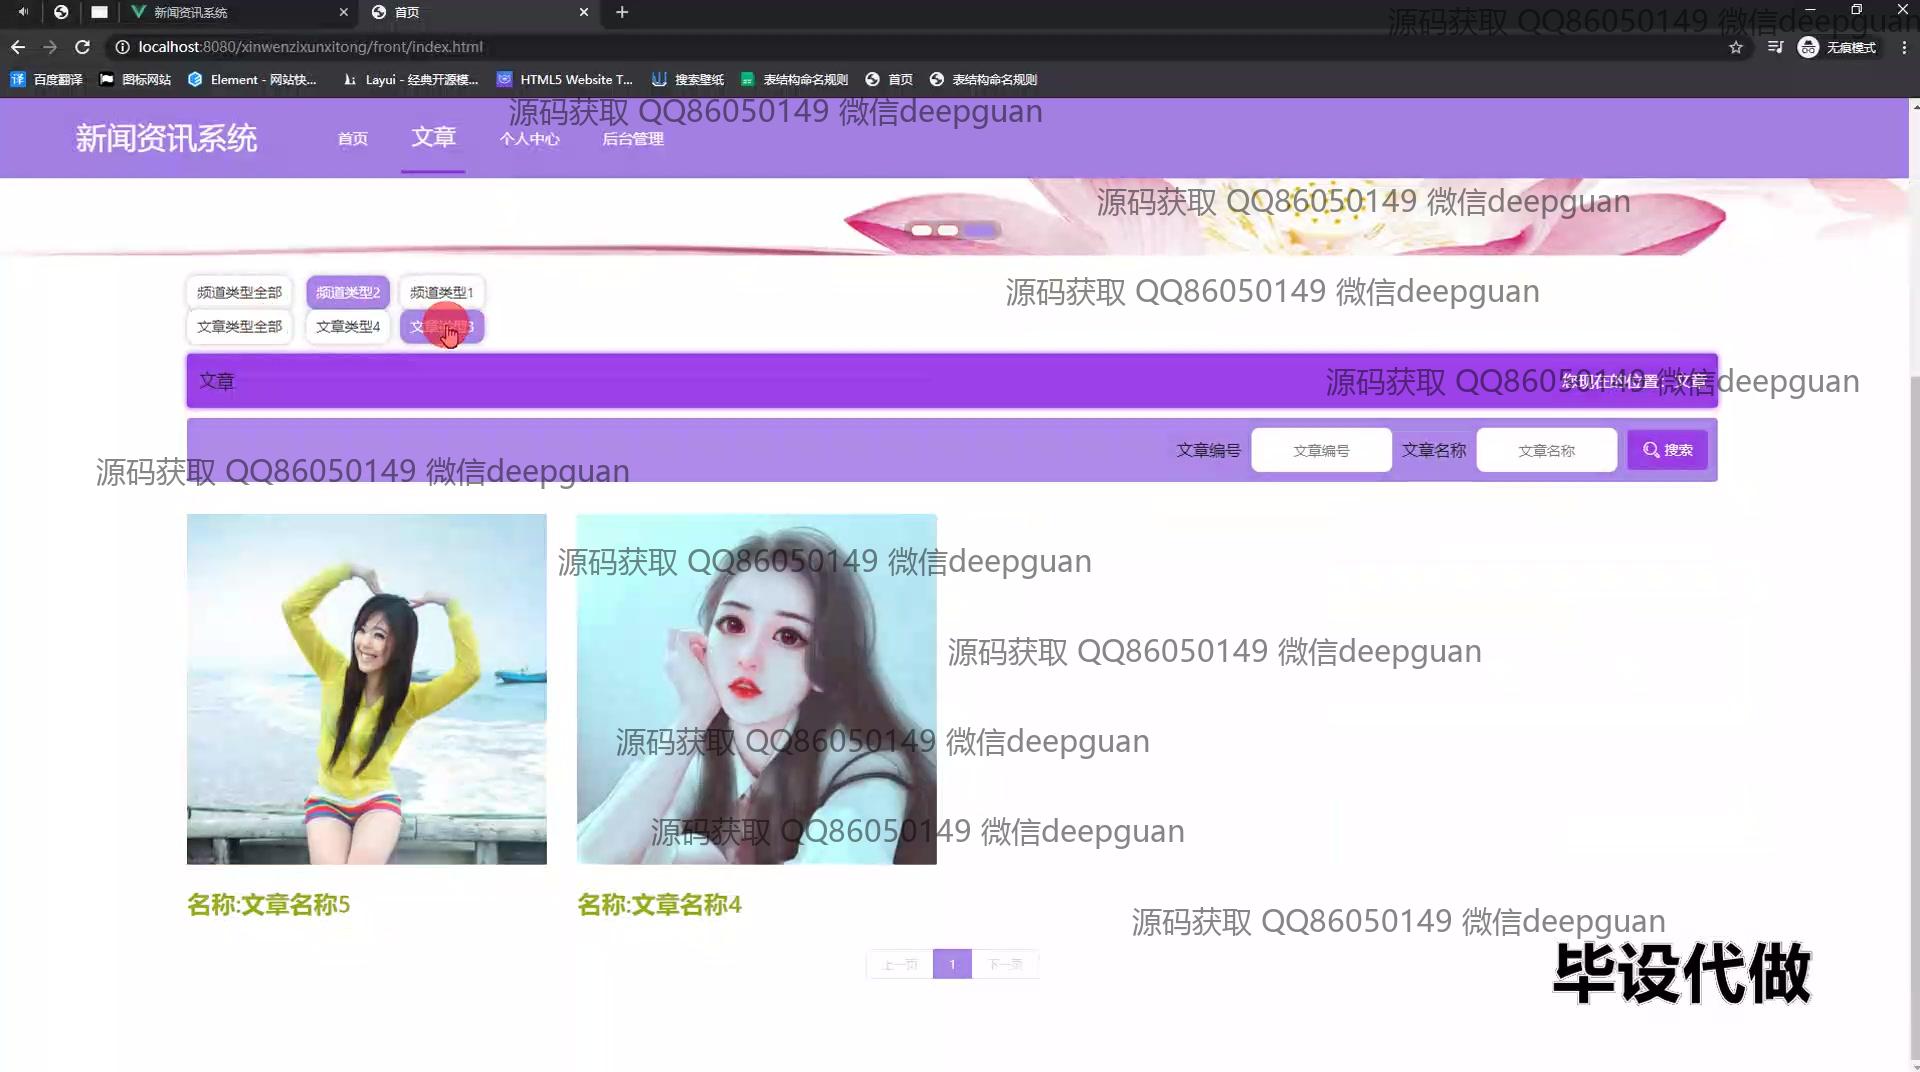 新闻资讯系统
首页
源码获取 QQ86050149 微信deepguan
localhost:8080/xinwenzixunxitong/front/index.html
无痕模式
百度翻译
图标网站
Element - 网站快...
Layui - 经典开源模...
HTML5 Website T...
搜索壁纸
表结构命名规则
首页
表结构命名规则
源码获取 QQ86050149 微信deepguan
新闻资讯系统
首页
文章
个人中心
后台管理
源码获取 QQ86050149 微信deepguan
频道类型全部
频道类型2
频道类型1
源码获取 QQ86050149 微信deepguan
文章类型全部
文章类型4
文章类型3
文章
您现在的位置: 文章
源码获取 QQ86050149 微信deepguan
文章编号
文章编号
文章名称
文章名称
搜索
源码获取 QQ86050149 微信deepguan
源码获取 QQ86050149 微信deepguan
源码获取 QQ86050149 微信deepguan
源码获取 QQ86050149 微信deepguan
源码获取 QQ86050149 微信deepguan
名称:文章名称5
名称:文章名称4
源码获取 QQ86050149 微信deepguan
上一页
1
下一页
毕设代做